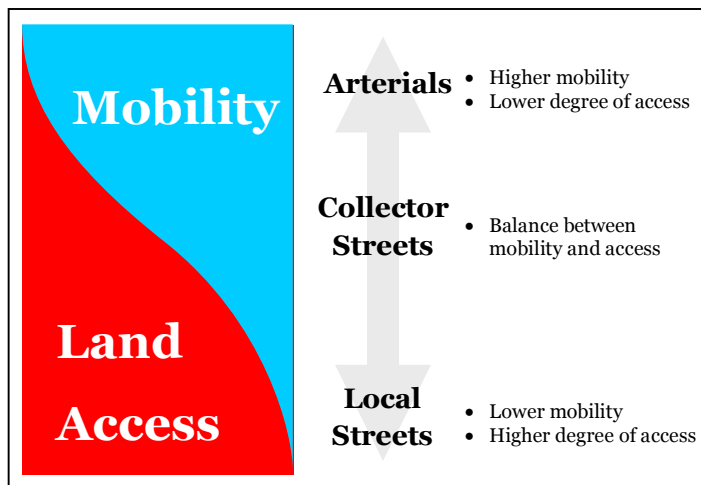 Mobility
Land
Access
Arterials
• Higher mobility
• Lower degree of access
Collector
Streets
• Balance between
mobility and access
Local
Streets
• Lower mobility
• Higher degree of access